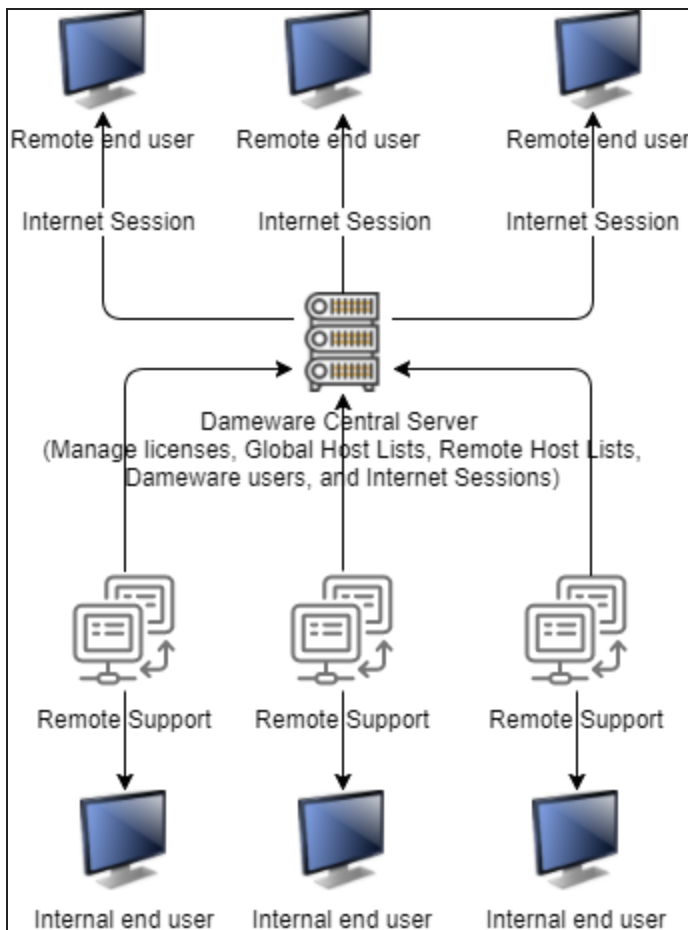 Remote end user
Remote end user
Remote end user
Internet Session
Internet Session
Internet Session
Dameware Central Server
(Manage licenses, Global Host Lists, Remote Host Lists,
Dameware users, and Internet Sessions)
Remote Support
Remote Support
Remote Support
Internal end user
Internal end user
Internal end user